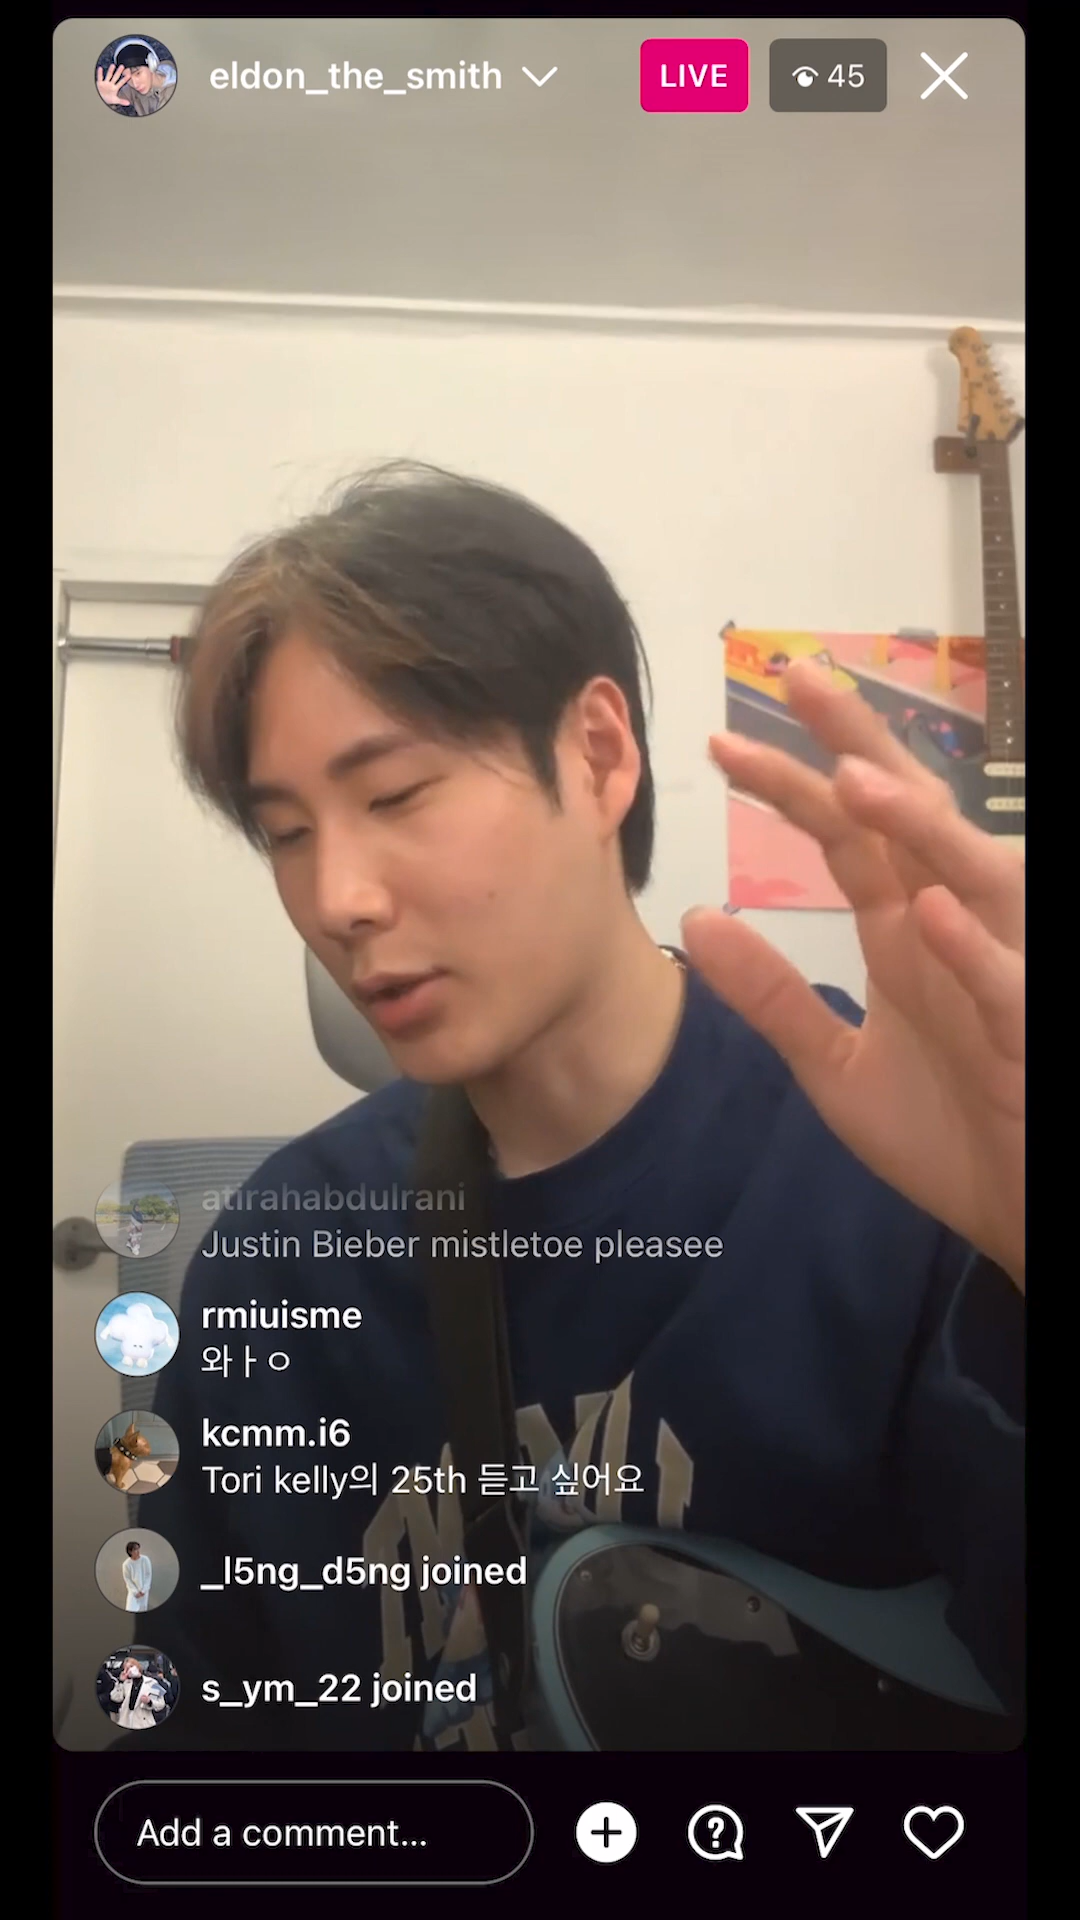 eldon_the_smith
LIVE
45
atirahabdulrani
Justin Bieber mistletoe pleasee
rmiuisme
와ㅏㅇ
kcmm.i6
Tori kelly의 25th 듣고 싶어요
_l5ng_d5ng joined
s_ym_22 joined
Add a comment...